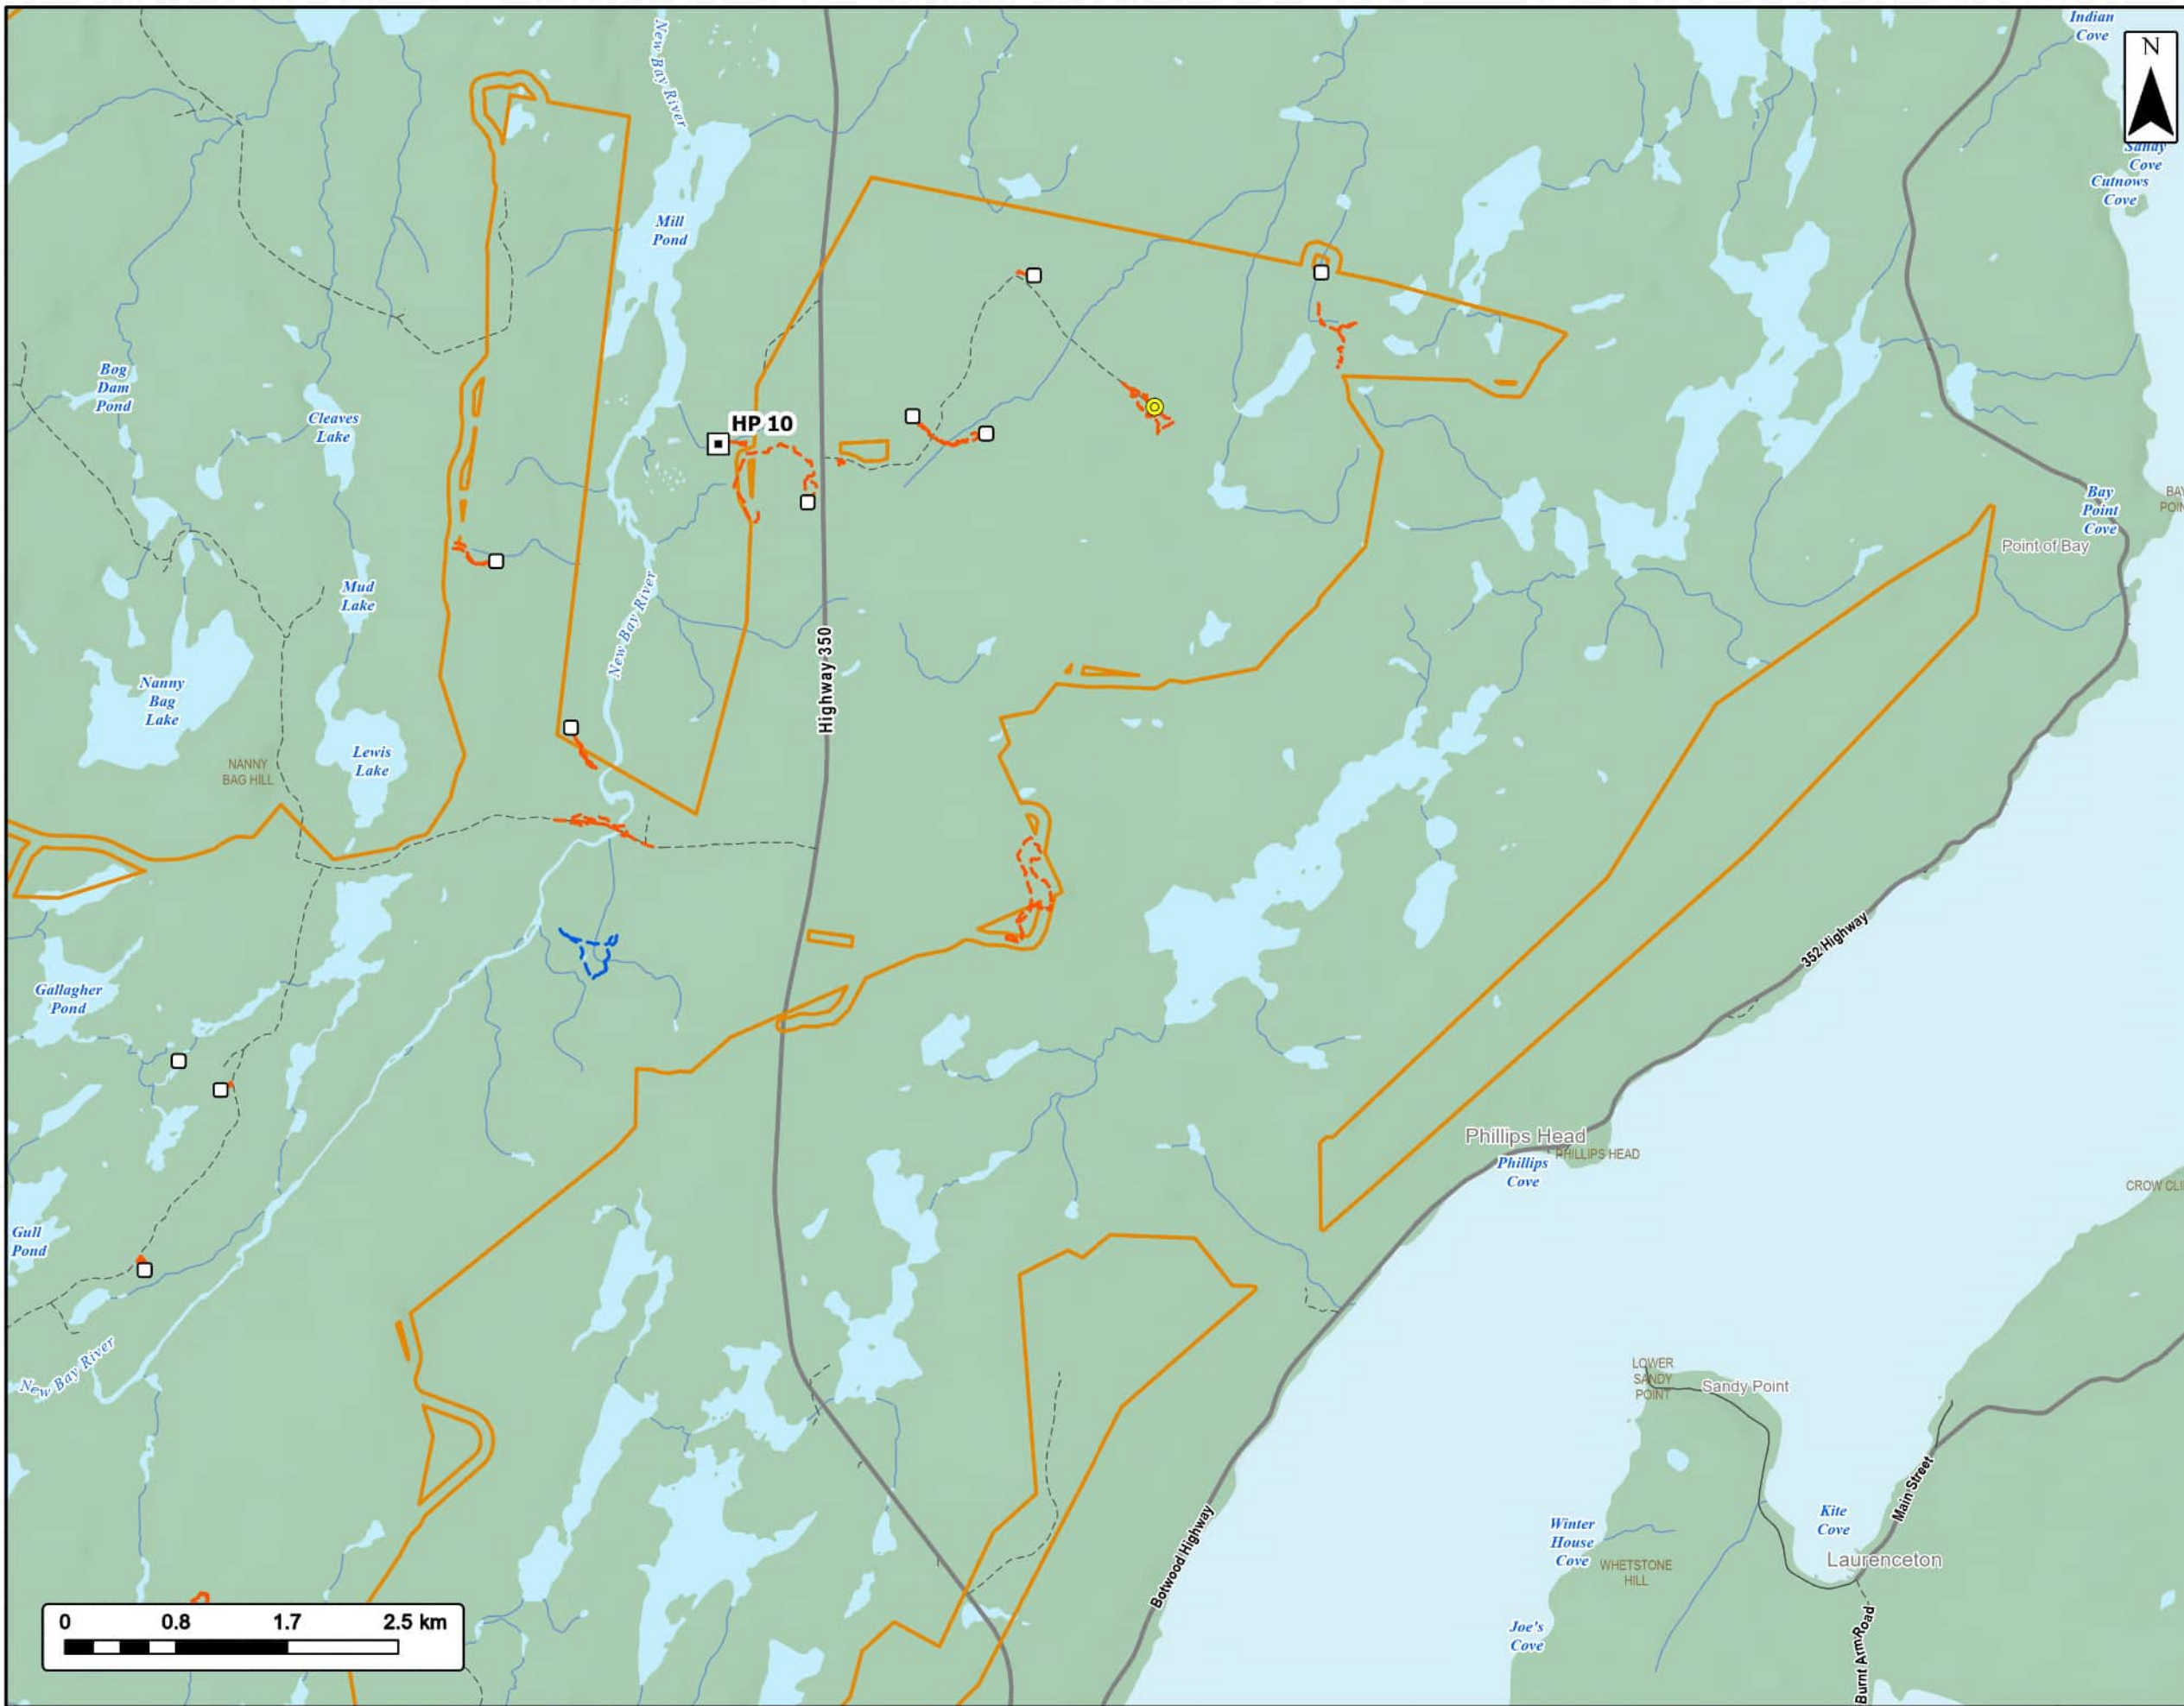 Indian
Cove
N
Sandy
Cove
Cutnows
Cove
New Bay River
Mill
Pond
Bog
Dam
Pond
Cleaves
Lake
HP 10
Bay
Point
Cove
Point of Bay
Mud
Lake
New Bay River
Highway 350
Nanny
Bag
Lake
Lewis
Lake
NANNY
BAG HILL
352 Highway
Gallagher
Pond
Phillips Head
PHILLIPS HEAD
Phillips
Cove
CROW CLI
Gull
Pond
New Bay River
LOWER
SANDY
POINT
Sandy Point
Main Street
Kite
Cove
Winter
House
Cove
Laurenceton
WHETSTONE
HILL
Botwood Highway
Joe's
Cove
Burnt Arm Road
0 0.8 1.7 2.5 km